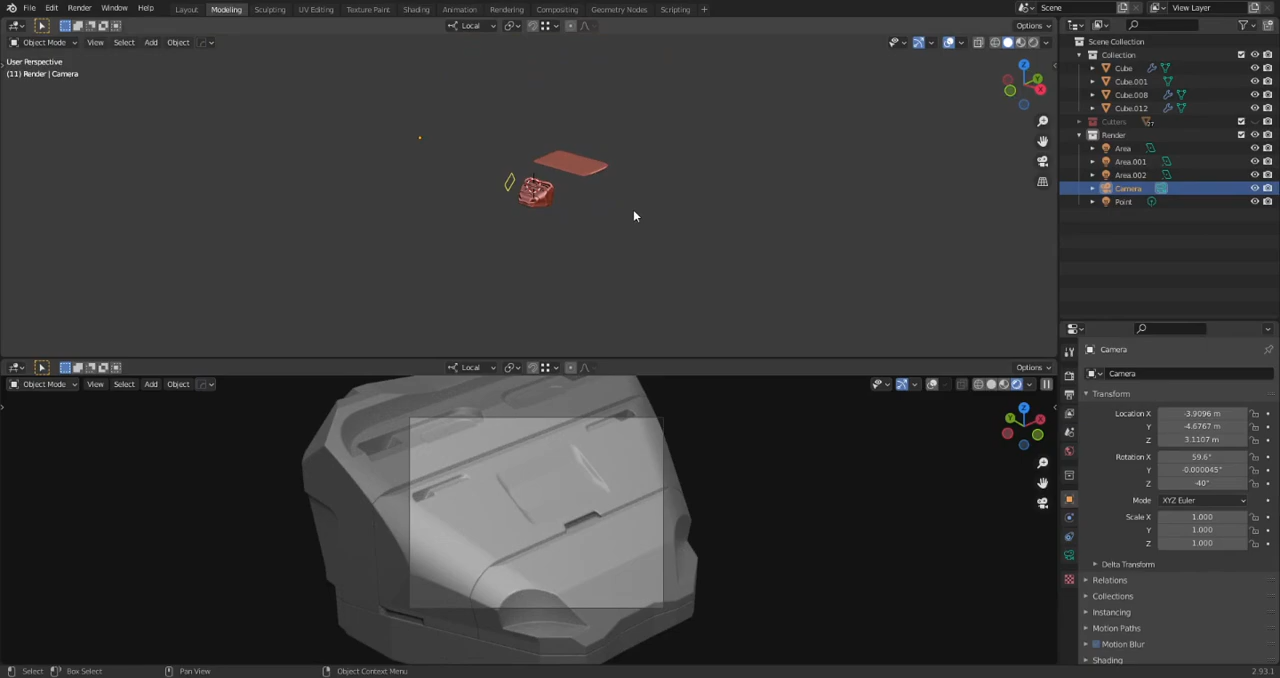 File Edit Render Window Help Layout Modeling Sculpting UV Editing Texture Paint Shading Animation Rendering Compositing Geometry Nodes Scripting + Scene View Layer
Local Options
Object Mode View Select Add Object
User Perspective
(11) Render | Camera
Z
Y
X
Scene Collection
Collection
Cube
Cube.001
Cube.008
Cube.012
Cutters
Render
Area
Area.001
Area.002
Camera
Point
Camera
Camera
Transform
Location X -3.9096 m
Y -4.6767 m
Z 3.1107 m
Rotation X 59.6°
Y -0.000045°
Z -40°
Mode XYZ Euler
Scale X 1.000
Y 1.000
Z 1.000
Delta Transform
Relations
Collections
Instancing
Motion Paths
Motion Blur
Shading
Local Options
Object Mode View Select Add Object
Z
Y
X
Select Box Select Pan View Object Context Menu 2.93.1